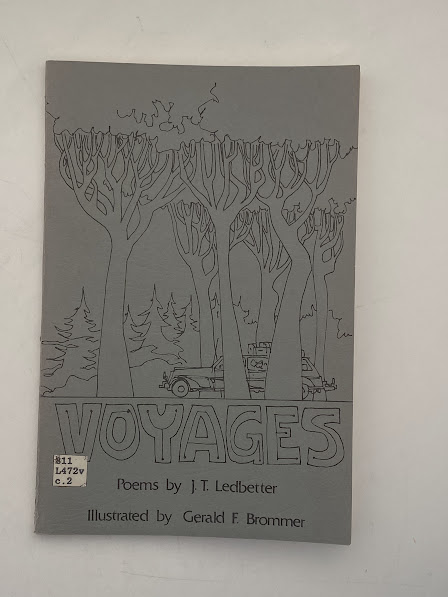 VOYAGES
811
L472v
c.2
Poems by J. T. Ledbetter
Illustrated by Gerald F. Brommer